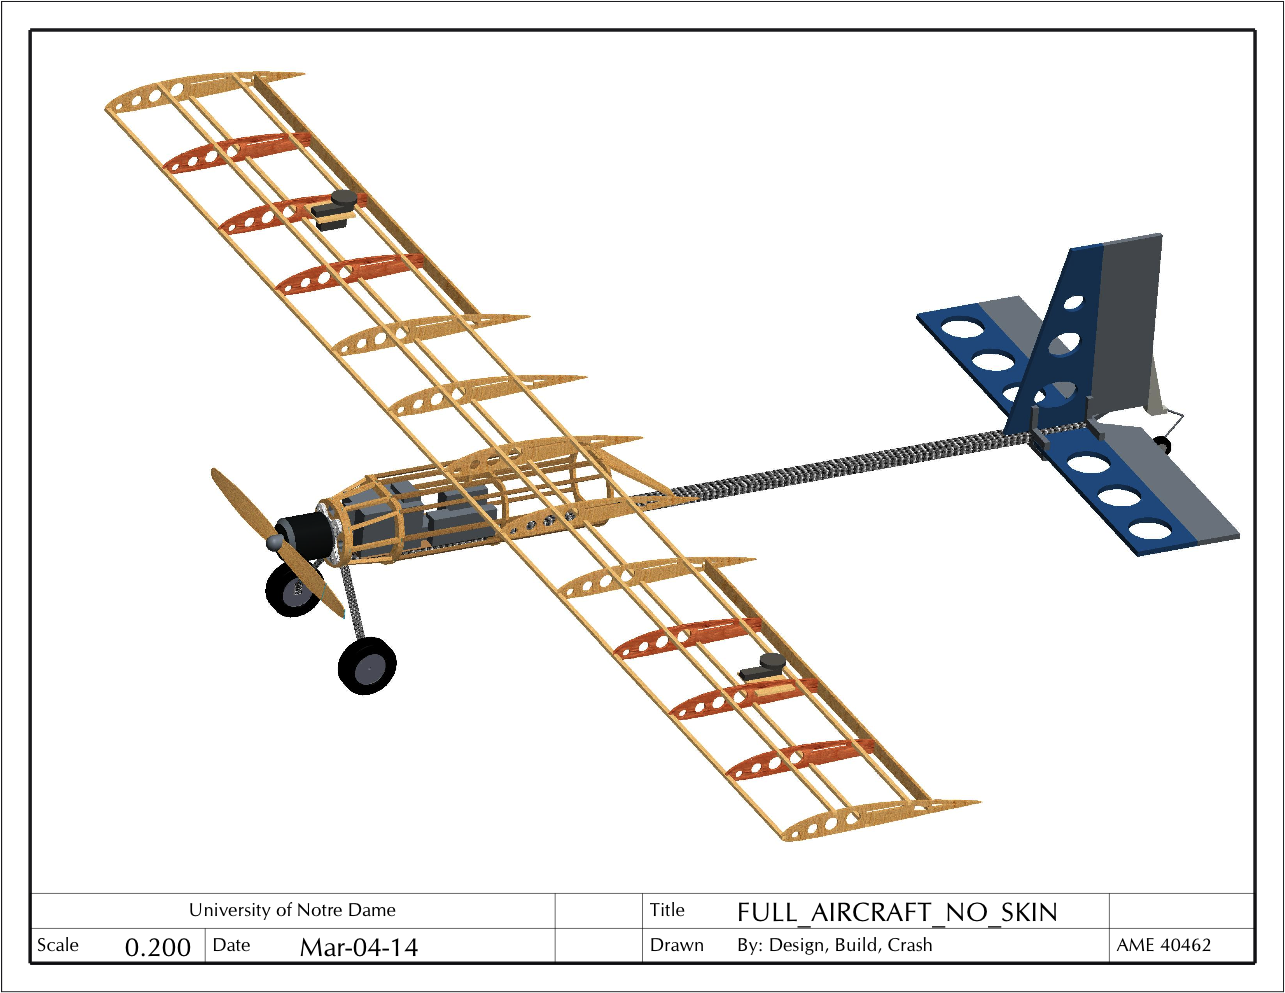 University of Notre Dame
Title FULL_AIRCRAFT_NO_SKIN
Scale 0.200 Date Mar-04-14
Drawn By: Design, Build, Crash
AME 40462